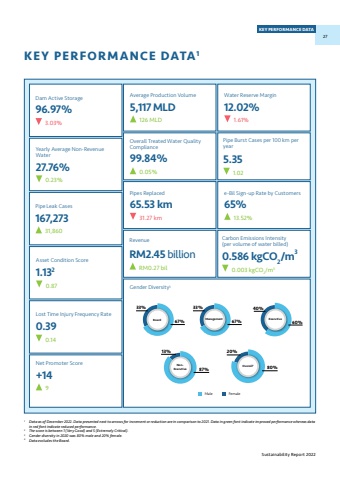 KEY PERFORMANCE DATA
27
KEY PERFORMANCE DATA¹
Dam Active Storage
96.97%
▼ 3.03%
Yearly Average Non-Revenue
Water
27.76%
▼ 0.23%
Pipe Leak Cases
167,273
▲ 31,860
Asset Condition Score
1.13²
▼ 0.87
Lost Time Injury Frequency Rate
0.39
▼ 0.14
Net Promoter Score
+14
▲ 9
Average Production Volume
5,117 MLD
▲ 126 MLD
Overall Treated Water Quality
Compliance
99.84%
▲ 0.05%
Pipes Replaced
65.53 km
▼ 31.27 km
Revenue
RM2.45 billion
▲ RM0.27 bil
Water Reserve Margin
12.02%
▼ 1.61%
Pipe Burst Cases per 100 km per
year
5.35
▼ 1.02
e-Bill Sign-up Rate by Customers
65%
▲ 13.52%
Carbon Emissions Intensity
(per volume of water billed)
0.586 kgCO₂/m³
▼ 0.003 kgCO₂/m³
Gender Diversity³
33%
Board
67%
33%
Management
67%
40%
Executive
60%
13%
Non-
Executive
87%
20%
Overall⁴
80%
Male
Female
¹ Data as of December 2022. Data presented next to arrows for increment or reduction are in comparison to 2021. Data in green font indicate improved performance whereas data
in red font indicate reduced performance
² The score is between 1 (Very Good) and 5 (Extremely Critical)
³ Gender diversity in 2020 was 80% male and 20% female
⁴ Data excludes the Board
Sustainability Report 2022